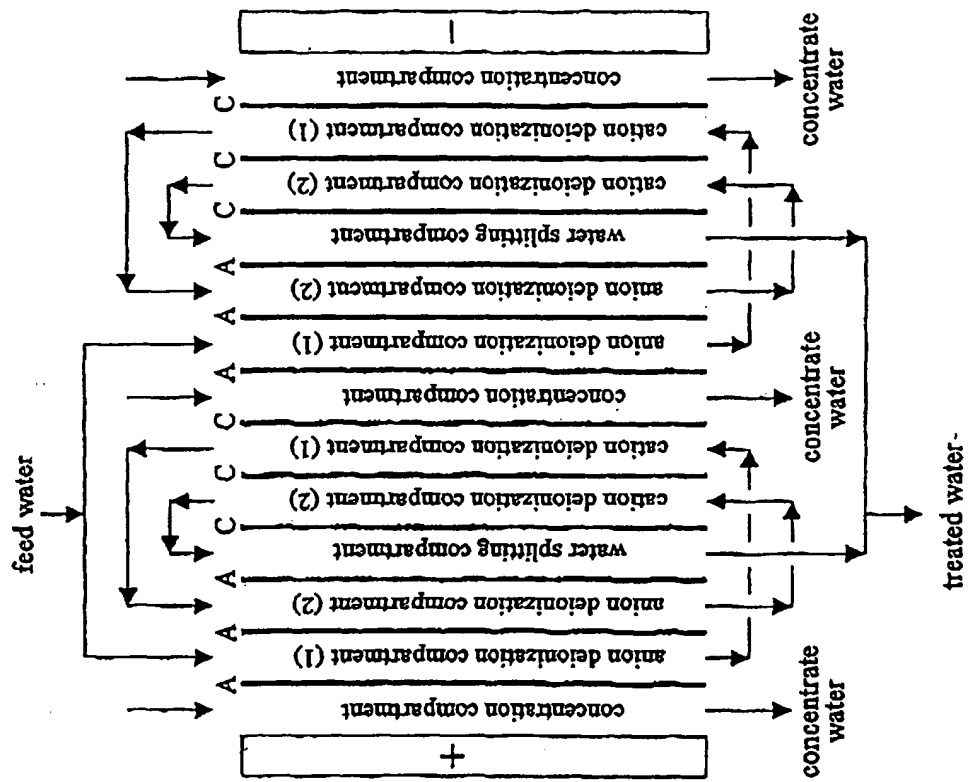 −
concentration compartment
C
cation deionization compartment (1)
C
cation deionization compartment (2)
C
water splitting compartment
A
anion deionization compartment (2)
A
anion deionization compartment (1)
A
concentration compartment
C
cation deionization compartment (1)
C
cation deionization compartment (2)
C
water splitting compartment
A
anion deionization compartment (2)
A
anion deionization compartment (1)
A
concentration compartment
+
feed water
concentrate
water
concentrate
water
concentrate
water
treated water-